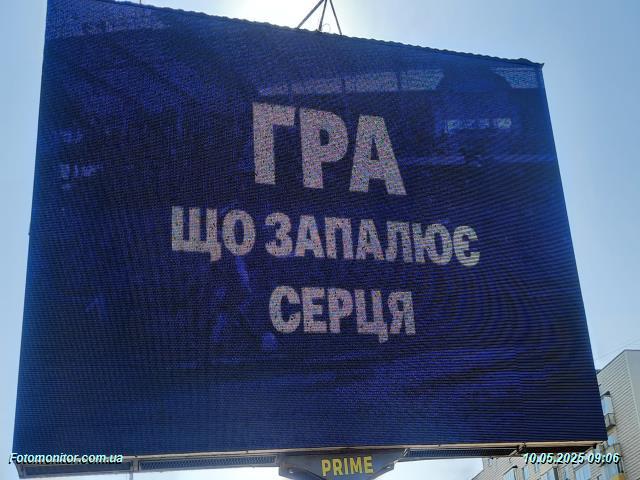 ГРА
ЩО ЗАПАЛЮЄ
СЕРЦЯ
PRIME
Fotomonitor.com.ua
10.05.2025 09:06